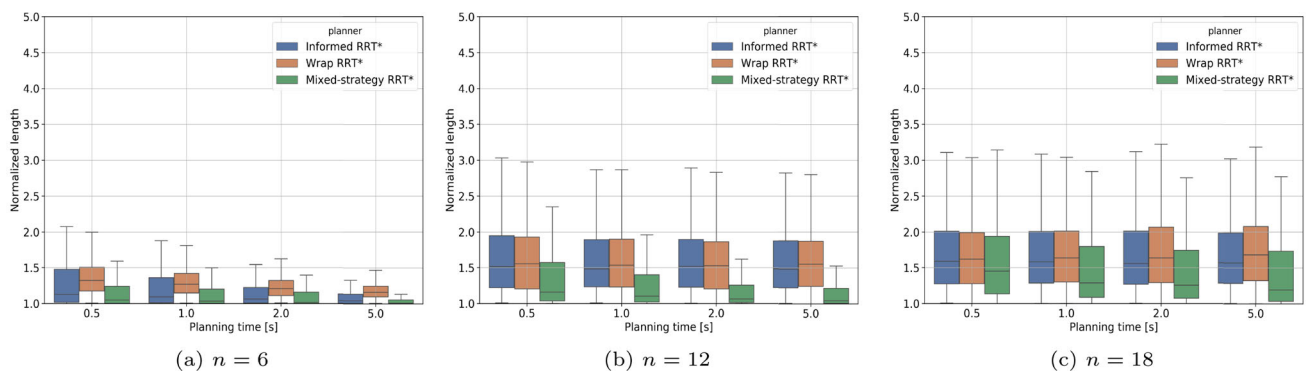 5.0
4.5
4.0
3.5
3.0
2.5
2.0
1.5
1.0
Normalized length
planner
Informed RRT*
Wrap RRT*
Mixed-strategy RRT*
0.5 1.0 2.0 5.0
Planning time [s]
(a) n = 6
5.0
4.5
4.0
3.5
3.0
2.5
2.0
1.5
1.0
Normalized length
planner
Informed RRT*
Wrap RRT*
Mixed-strategy RRT*
0.5 1.0 2.0 5.0
Planning time [s]
(b) n = 12
5.0
4.5
4.0
3.5
3.0
2.5
2.0
1.5
1.0
Normalized length
planner
Informed RRT*
Wrap RRT*
Mixed-strategy RRT*
0.5 1.0 2.0 5.0
Planning time [s]
(c) n = 18